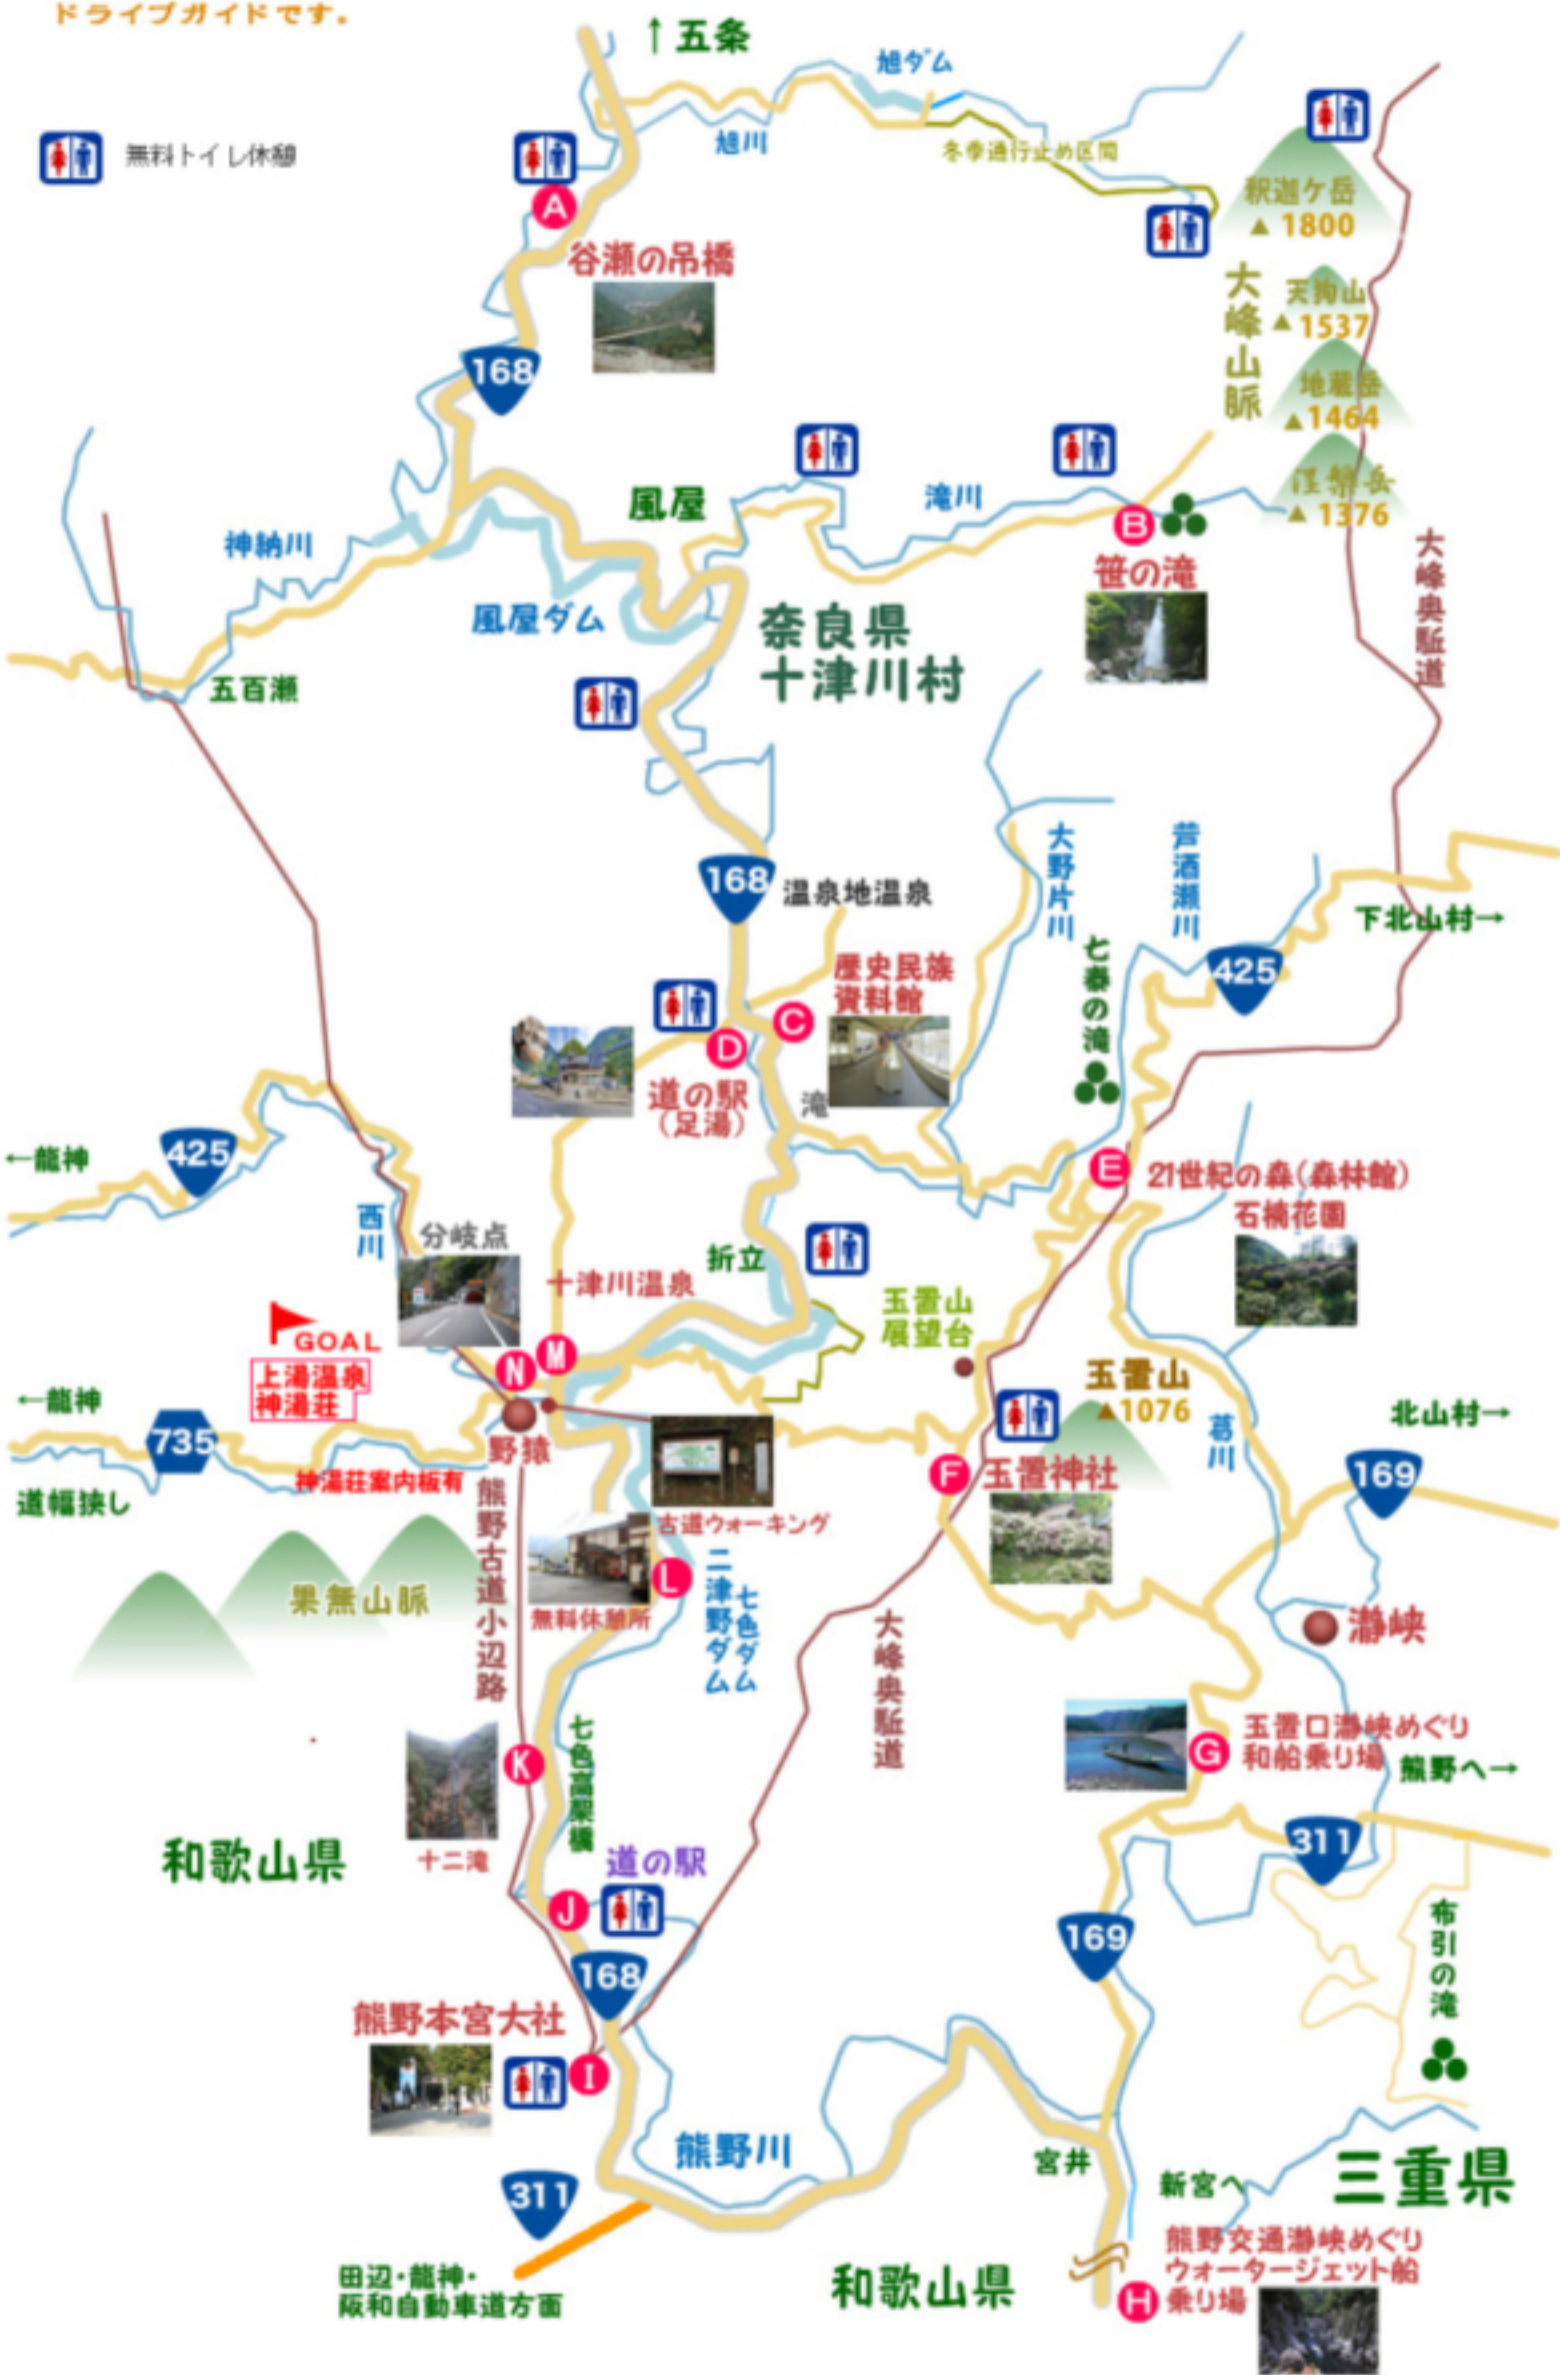 ドライブガイドです。
↑五条
旭ダム
無料トイレ休憩
旭川
冬季通行止め区間
A
釈迦ケ岳
▲1800
谷瀬の吊橋
大峰山脈
天狗山
▲1537
168
地蔵岳
▲1464
風屋
滝川
涅槃岳
▲1376
B
神納川
笹の滝
大峰奥駈道
風屋ダム
奈良県
十津川村
五百瀬
168
温泉地温泉
大野片川
芦酒瀬川
下北山村→
七泰の滝
425
歴史民族
資料館
C
D
道の駅
(足湯)
滝
←龍神
425
E
21世紀の森(森林館)
石楠花園
西川
分岐点
折立
十津川温泉
玉置山
展望台
GOAL
上湯温泉
神湯荘
N
M
玉置山
▲1076
←龍神
735
野猿
葛川
北山村→
道幅狭し
神湯荘案内板有
F
玉置神社
169
熊野古道小辺路
古道ウォーキング
L
二津野ダム
七色ダム
果無山脈
無料休憩所
大峰奥駈道
瀞峡
K
七色高架橋
G
玉置口瀞峡めぐり
和船乗り場
熊野へ→
和歌山県
十二滝
道の駅
311
J
168
169
布引の滝
熊野本宮大社
I
熊野川
宮井
新宮へ
三重県
311
田辺・龍神・
阪和自動車道方面
和歌山県
熊野交通瀞峡めぐり
ウォータージェット船
乗り場
H